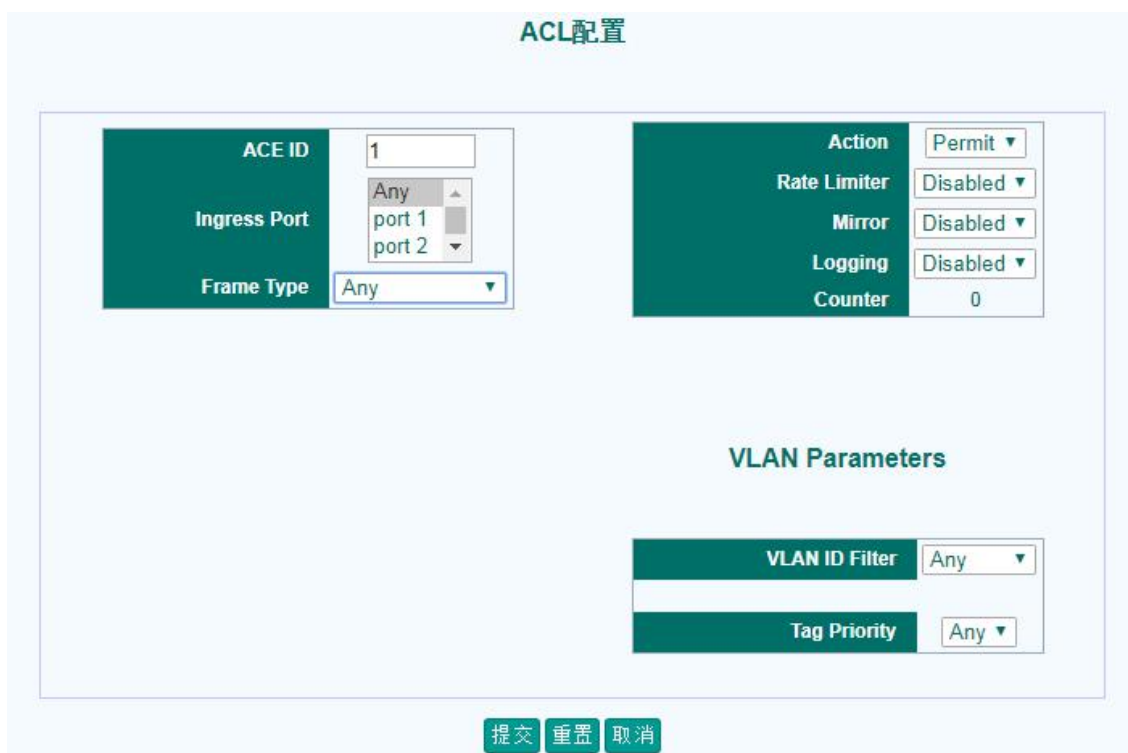 ACL配置
ACE ID 1
Ingress Port Any
port 1
port 2
Frame Type Any
Action Permit
Rate Limiter Disabled
Mirror Disabled
Logging Disabled
Counter 0
VLAN Parameters
VLAN ID Filter Any
Tag Priority Any
提交 重置 取消